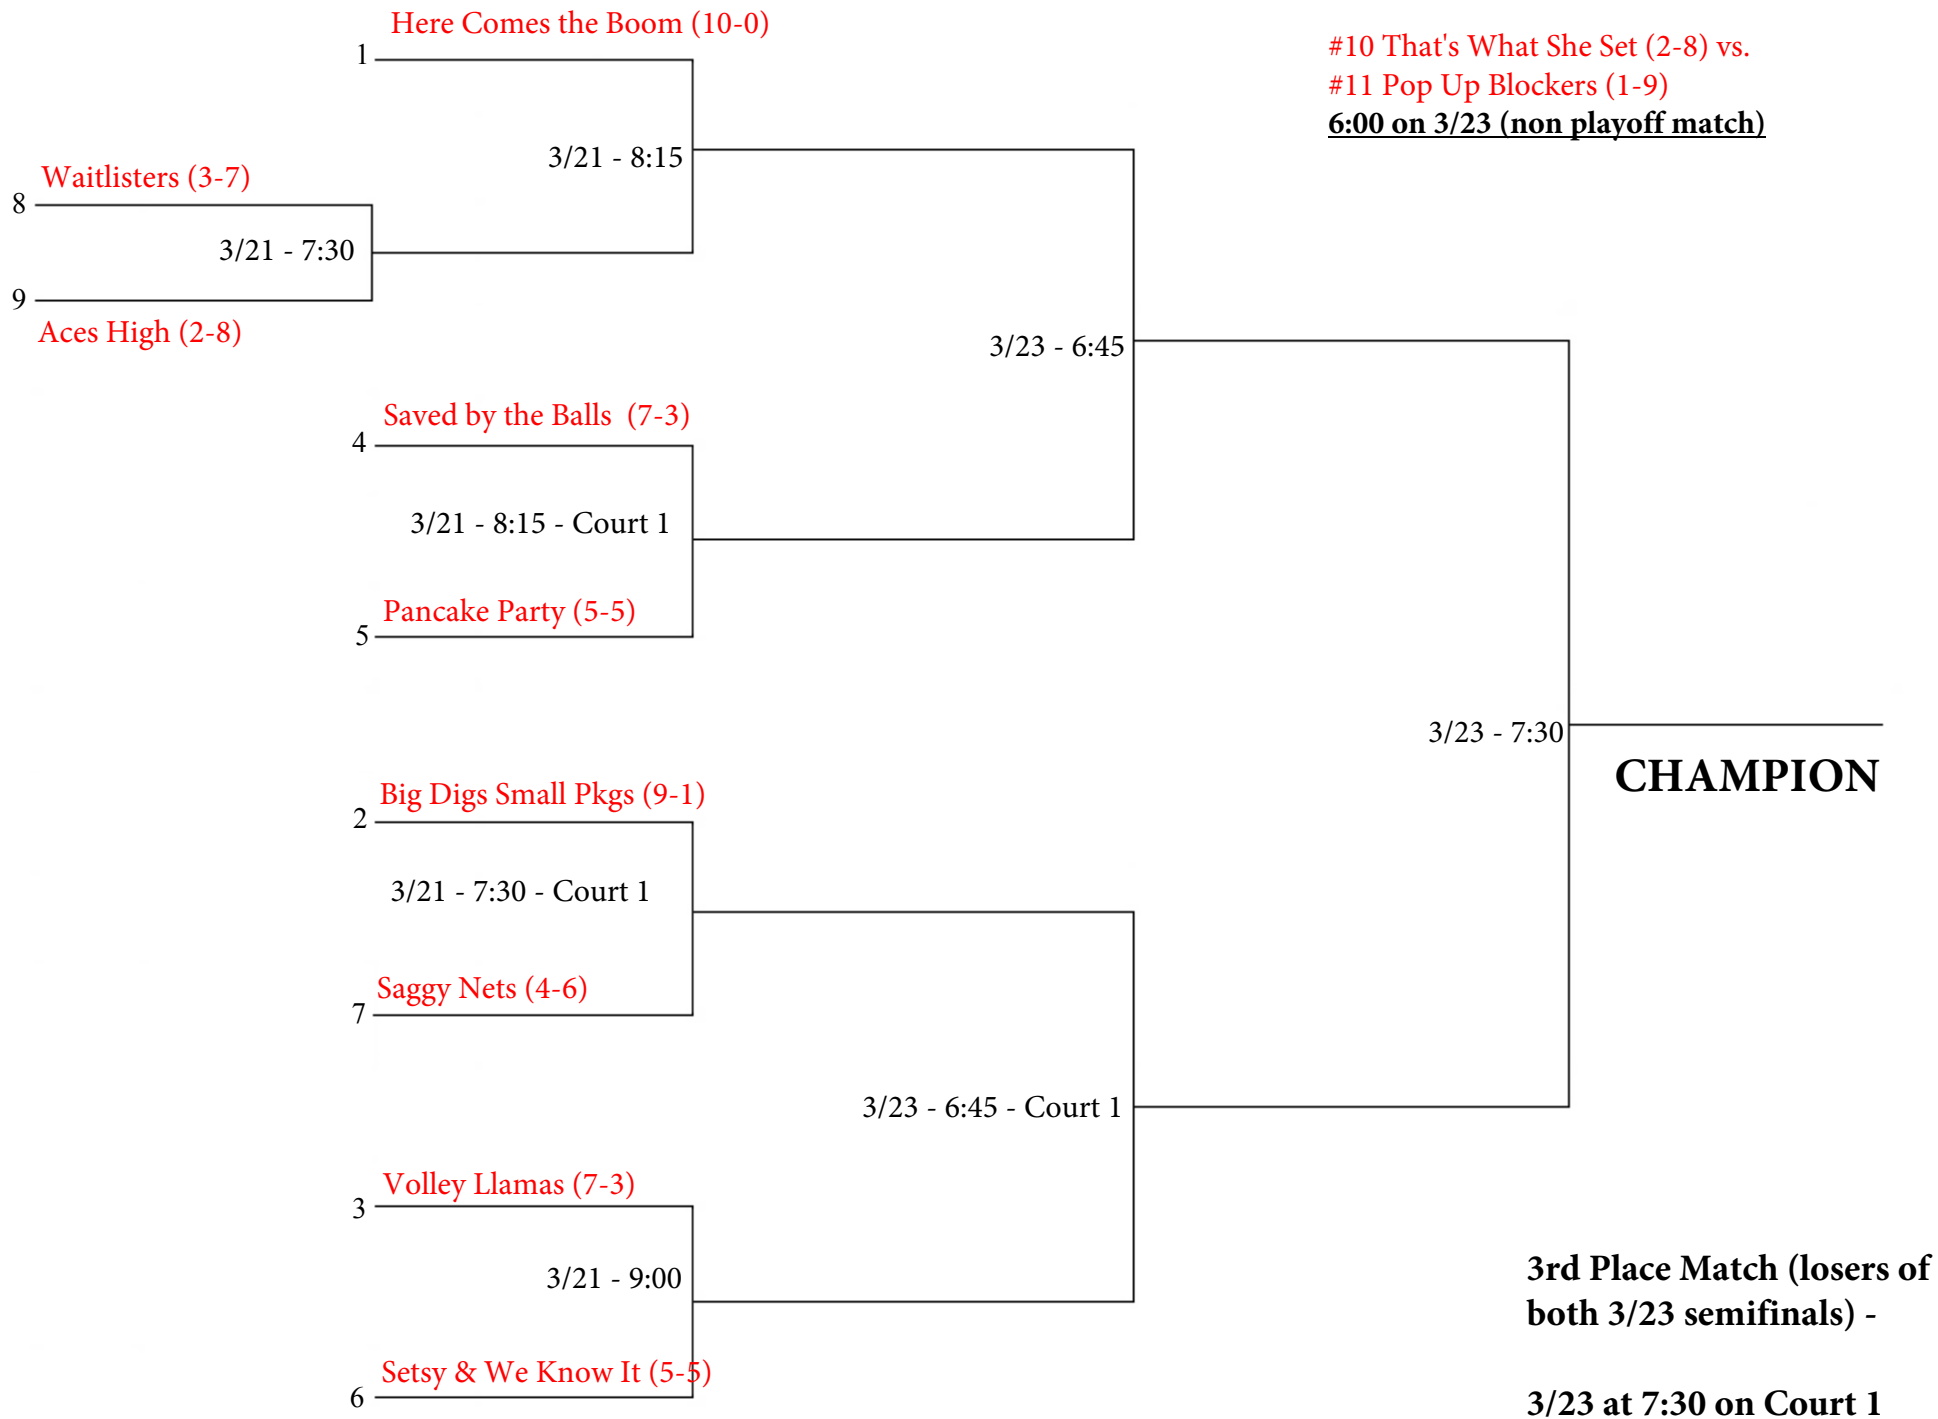 Here Comes the Boom (10-0)
1
#10 That's What She Set (2-8) vs.
#11 Pop Up Blockers (1-9)
6:00 on 3/23 (non playoff match)
3/21 - 8:15
Waitlisters (3-7)
8
3/21 - 7:30
9
Aces High (2-8)
3/23 - 6:45
Saved by the Balls  (7-3)
4
3/21 - 8:15 - Court 1
Pancake Party (5-5)
5
3/23 - 7:30
CHAMPION
Big Digs Small Pkgs (9-1)
2
3/21 - 7:30 - Court 1
Saggy Nets (4-6)
7
3/23 - 6:45 - Court 1
Volley Llamas (7-3)
3
3/21 - 9:00
Setsy & We Know It (5-5)
6
3rd Place Match (losers of
both 3/23 semifinals) -
3/23 at 7:30 on Court 1